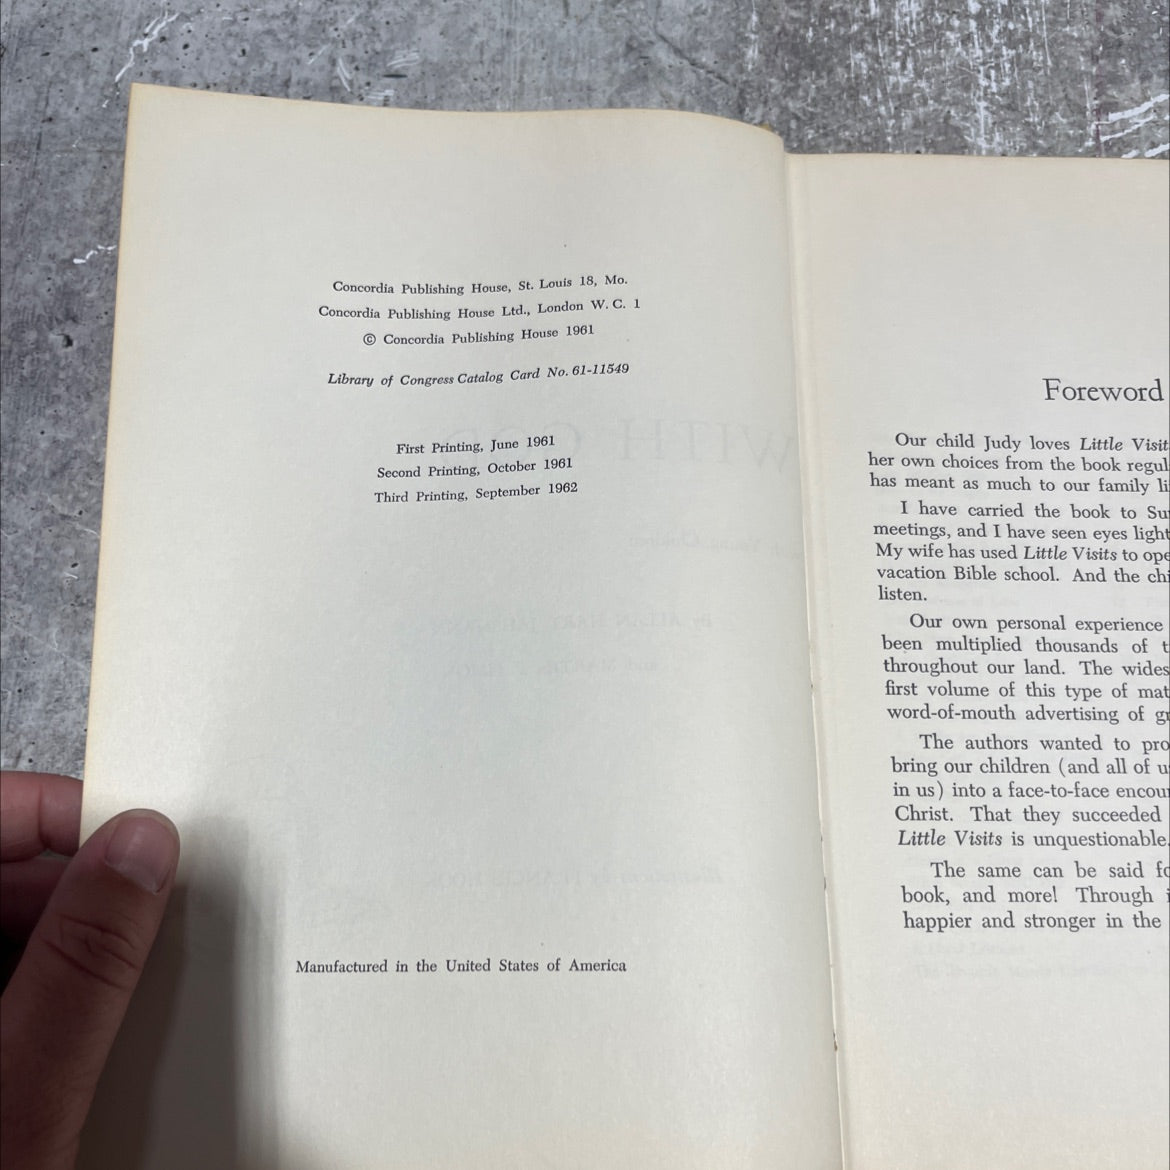 Concordia Publishing House, St. Louis 18, Mo.
Concordia Publishing House Ltd., London W. C. 1
© Concordia Publishing House 1961
Library of Congress Catalog Card No. 61-11549
First Printing, June 1961
Second Printing, October 1961
Third Printing, September 1962
Manufactured in the United States of America
Foreword
Our child Judy loves Little Visit
her own choices from the book regul
has meant as much to our family li
I have carried the book to Su
meetings, and I have seen eyes light
My wife has used Little Visits to ope
vacation Bible school. And the chi
listen.
Our own personal experience
been multiplied thousands of t
throughout our land. The wides
first volume of this type of mat
word-of-mouth advertising of gr
The authors wanted to pro
bring our children (and all of u
in us) into a face-to-face encou
Christ. That they succeeded
Little Visits is unquestionable.
The same can be said fo
book, and more! Through i
happier and stronger in the